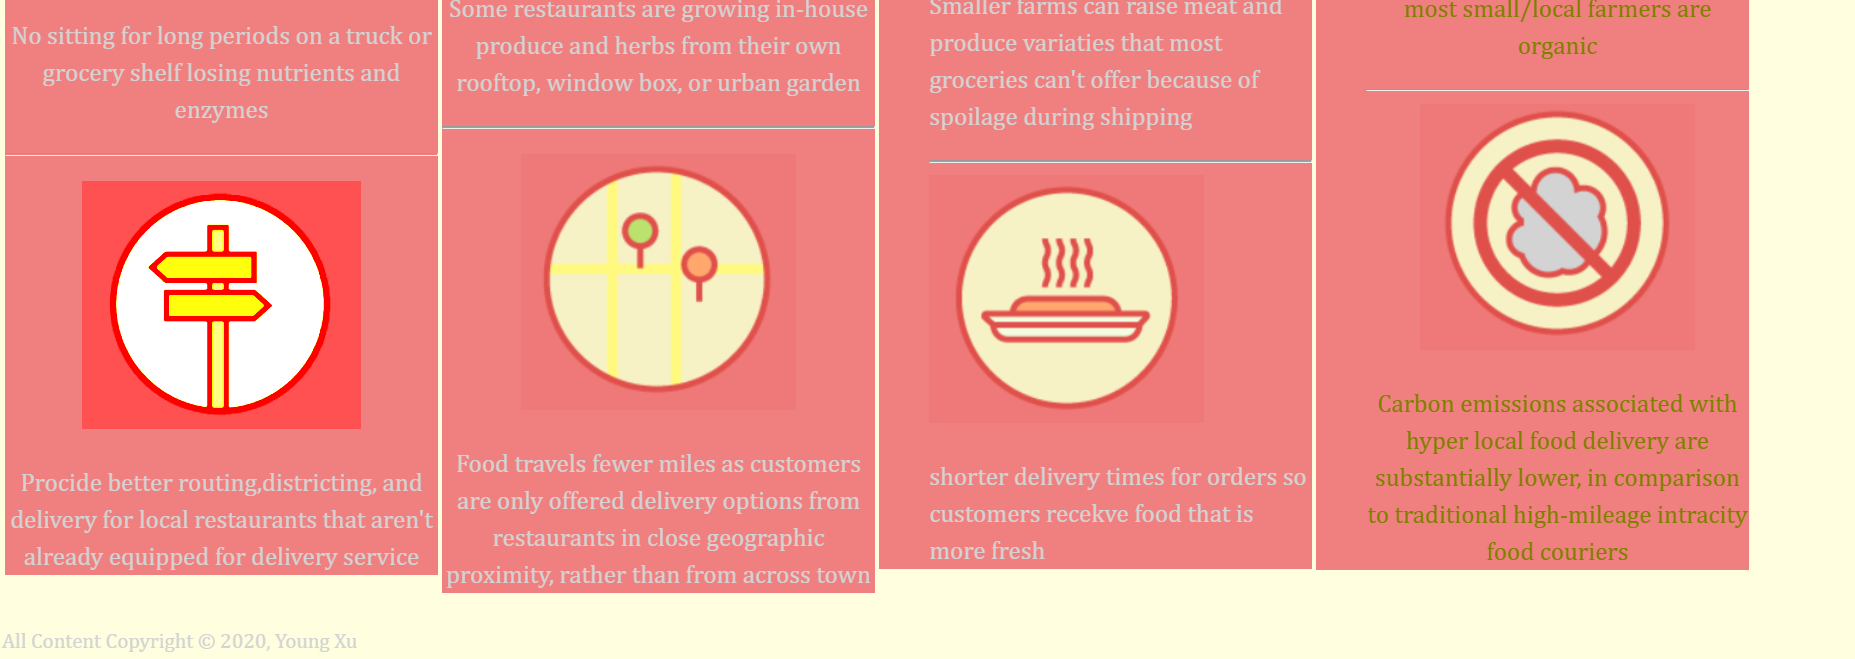 No sitting for long periods on a truck or
grocery shelf losing nutrients and
enzymes
Procide better routing,districting, and
delivery for local restaurants that aren't
already equipped for delivery service
Some restaurants are growing in-house
produce and herbs from their own
rooftop, window box, or urban garden
Food travels fewer miles as customers
are only offered delivery options from
restaurants in close geographic
proximity, rather than from across town
Smaller farms can raise meat and
produce variaties that most
groceries can't offer because of
spoilage during shipping
shorter delivery times for orders so
customers recekve food that is
more fresh
most small/local farmers are
organic
Carbon emissions associated with
hyper local food delivery are
substantially lower, in comparison
to traditional high-mileage intracity
food couriers
All Content Copyright © 2020, Young Xu